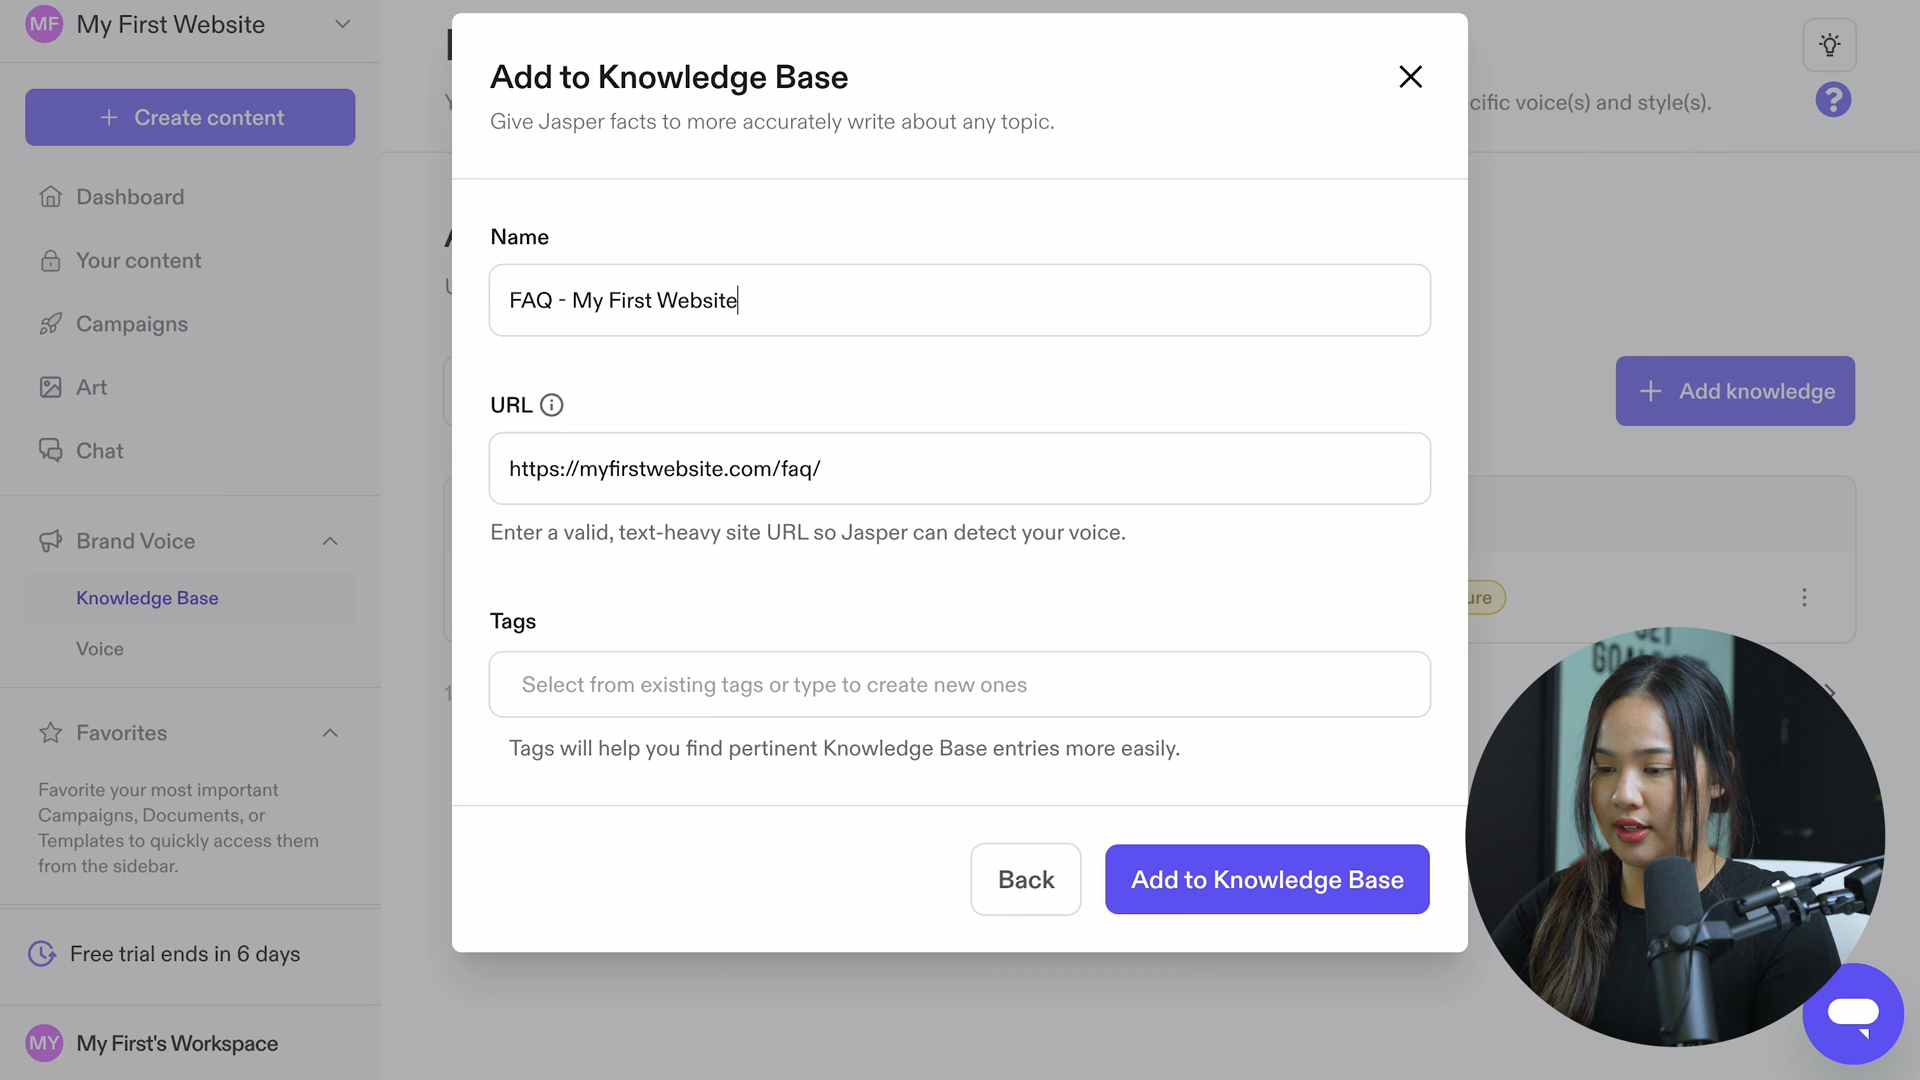 MF My First Website
+ Create content
Dashboard
Your content
Campaigns
Art
Chat
Brand Voice
Knowledge Base
Voice
Favorites
Favorite your most important
Campaigns, Documents, or
Templates to quickly access them
from the sidebar.
Free trial ends in 6 days
MY My First's Workspace
Add to Knowledge Base
Give Jasper facts to more accurately write about any topic.
Name
FAQ - My First Website
URL
https://myfirstwebsite.com/faq/
Enter a valid, text-heavy site URL so Jasper can detect your voice.
Tags
Select from existing tags or type to create new ones
Tags will help you find pertinent Knowledge Base entries more easily.
Back
Add to Knowledge Base
cific voice(s) and style(s).
?
+ Add knowledge
ure